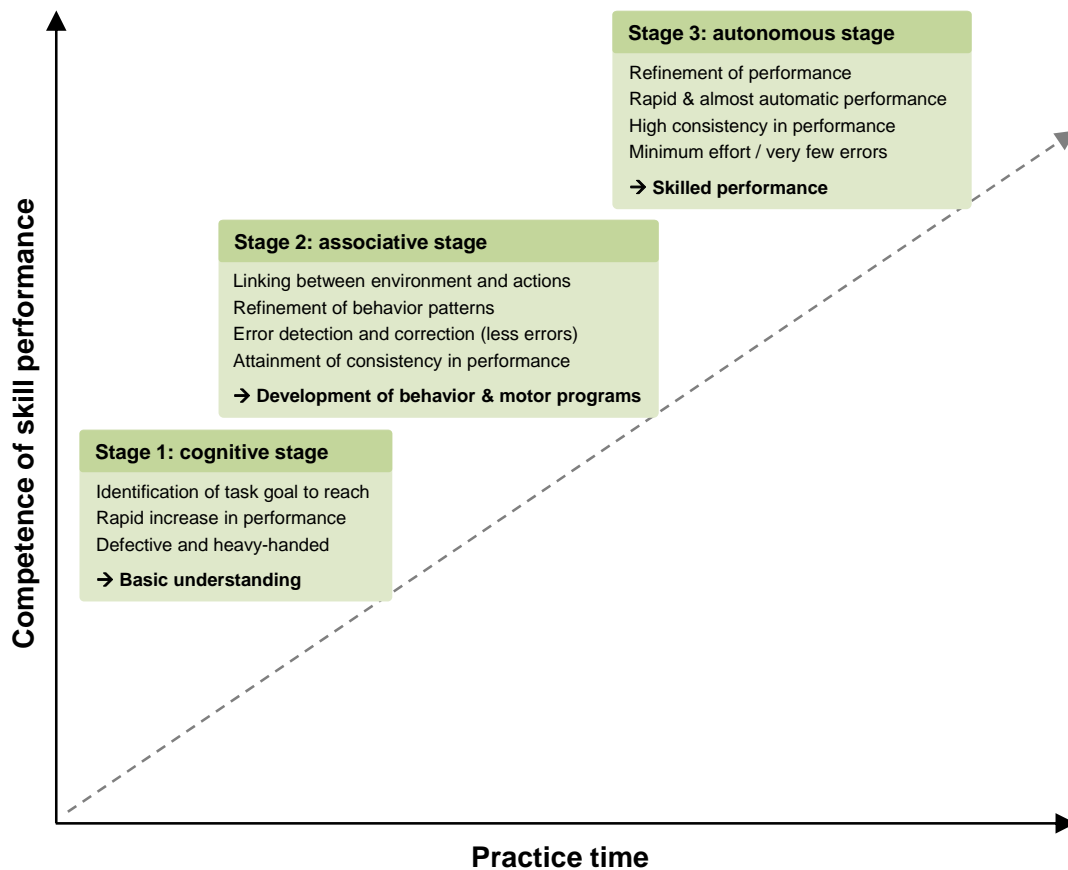 Stage 3: autonomous stage
Refinement of performance
Rapid & almost automatic performance
High consistency in performance
Minimum effort / very few errors
→ Skilled performance
Stage 2: associative stage
Linking between environment and actions
Refinement of behavior patterns
Error detection and correction (less errors)
Attainment of consistency in performance
→ Development of behavior & motor programs
Stage 1: cognitive stage
Identification of task goal to reach
Rapid increase in performance
Defective and heavy-handed
→ Basic understanding
Competence of skill performance
Practice time